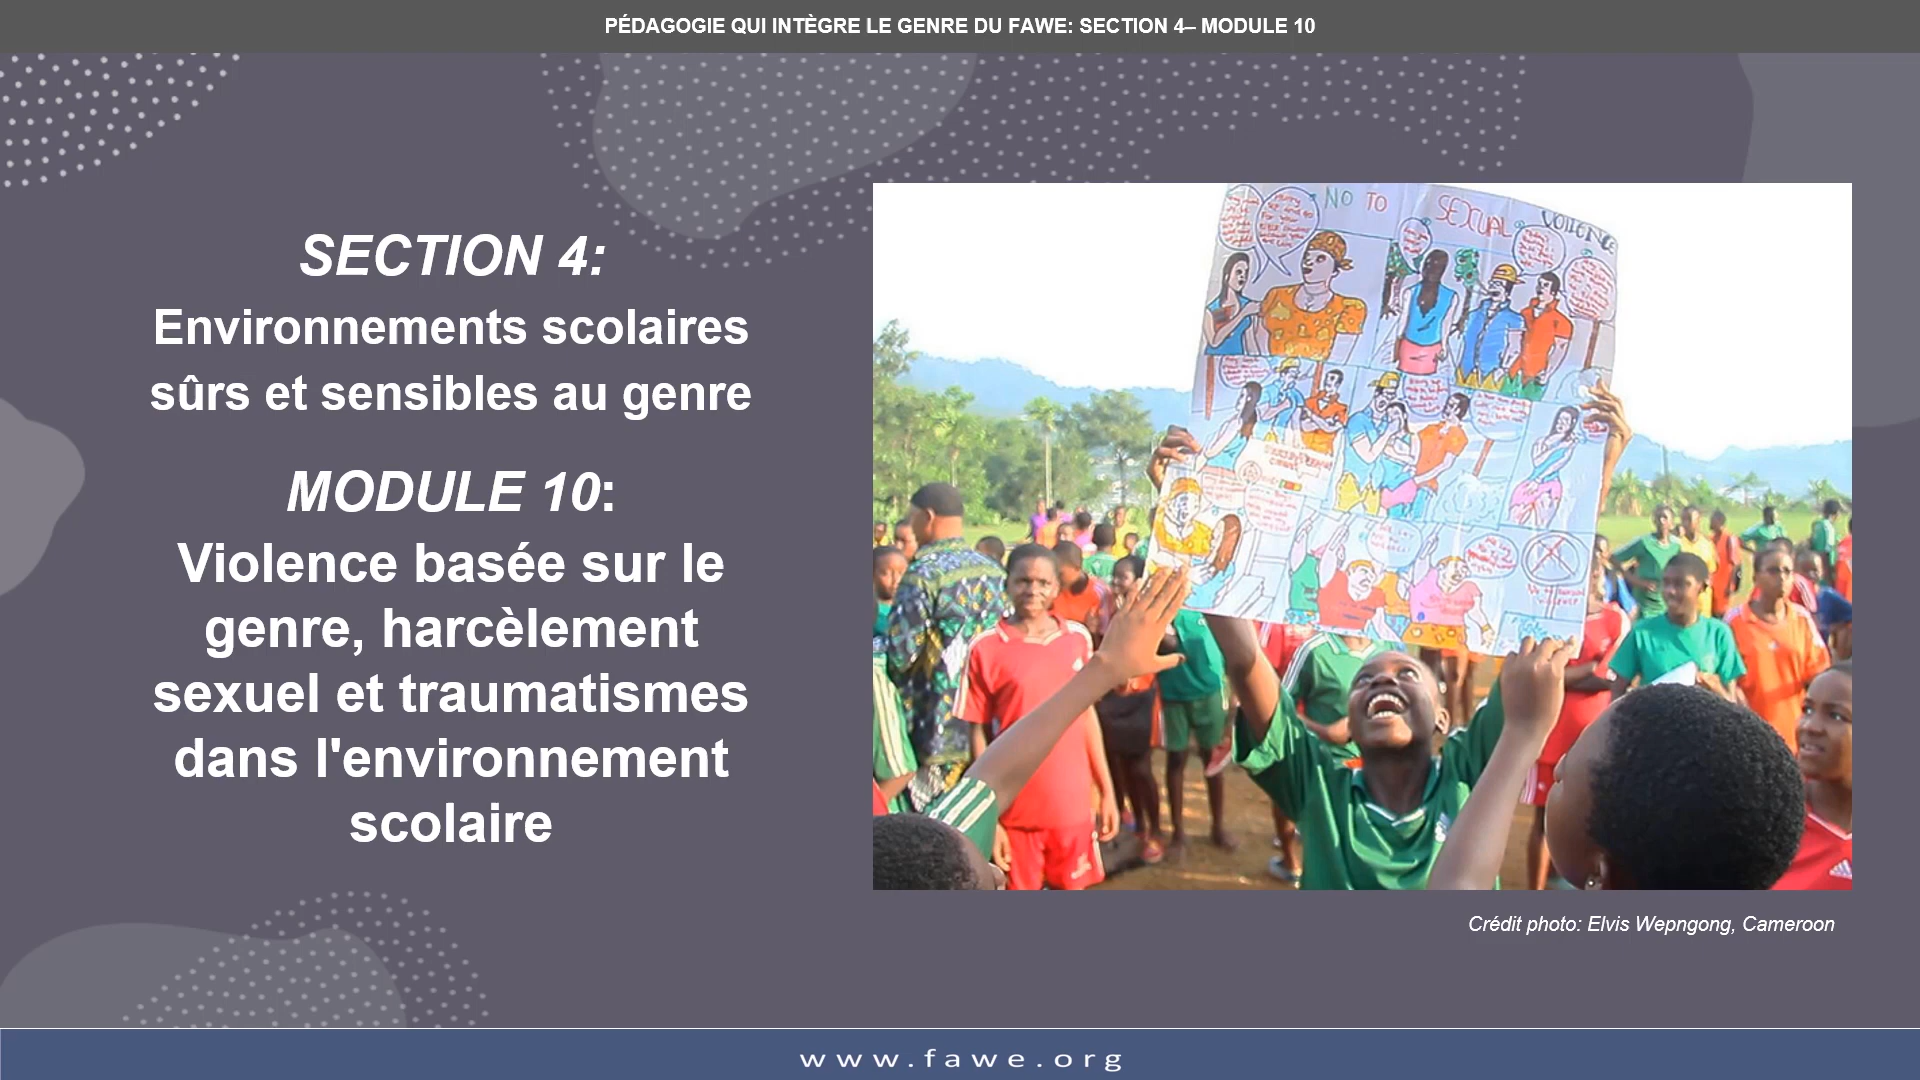 PÉDAGOGIE QUI INTÈGRE LE GENRE DU FAWE: SECTION 4– MODULE 10
SECTION 4:
Environnements scolaires
sûrs et sensibles au genre
MODULE 10:
Violence basée sur le
genre, harcèlement
sexuel et traumatismes
dans l'environnement
scolaire
NO TO SEXUAL
Crédit photo: Elvis Wepngong, Cameroon
www.fawe.org